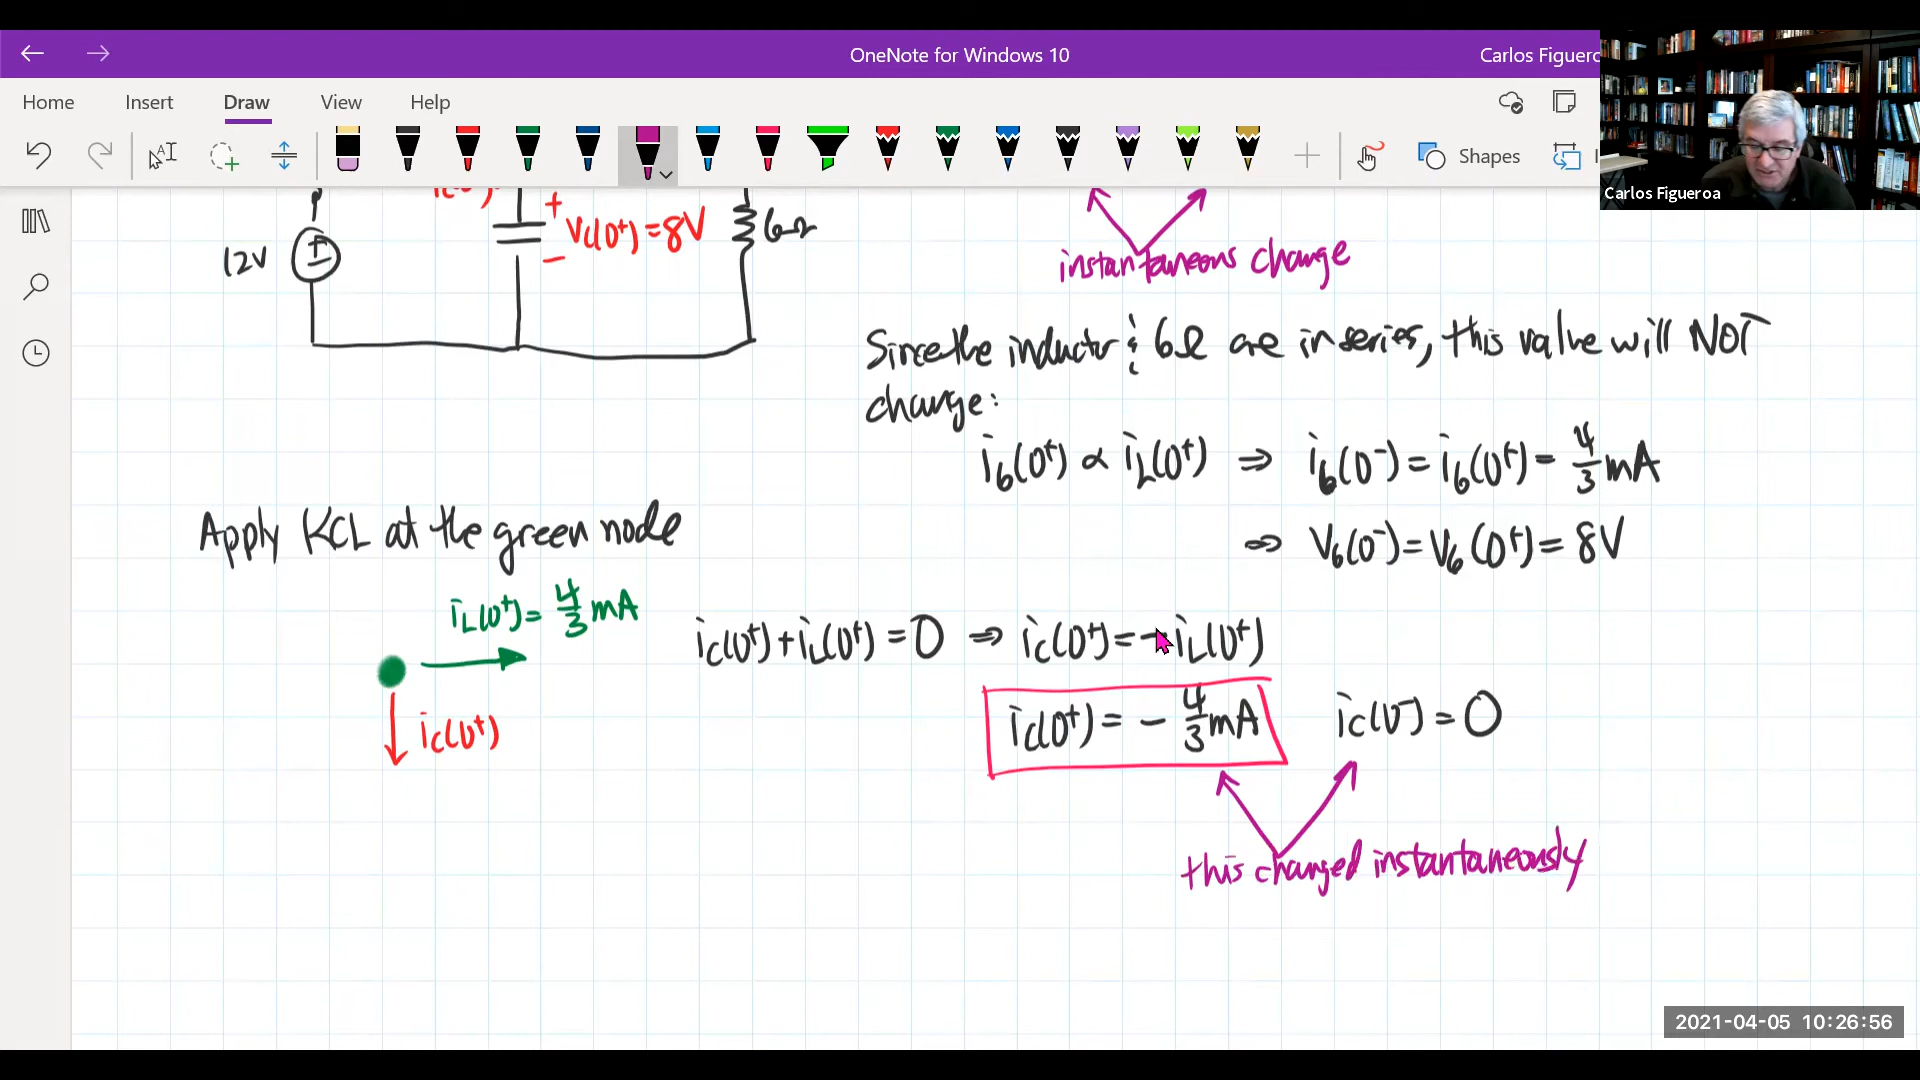 OneNote for Windows 10
Carlos Figuero
Home Insert Draw View Help
Shapes
Carlos Figueroa
12V
+
Vc(0⁺)=8V
−
6Ω
instantaneous change
Since the inductor & 6Ω are in series, this value will NOT
change:
i₆(0⁺) ∝ iL(0⁺) ⇒ i₆(0⁻) = i₆(0⁺) = 4/3 mA
⇒ V₆(0⁻) = V₆(0⁺) = 8V
Apply KCL at the green node
iL(0⁺) = 4/3 mA
ic(0⁺) + iL(0⁺) = 0 ⇒ ic(0⁺) = − iL(0⁺)
ic(0⁺)
ic(0⁺) = − 4/3 mA
ic(0⁻) = 0
this changed instantaneously
2021-04-05 10:26:56